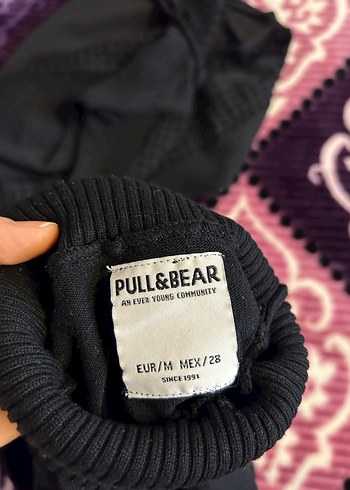 PULL&BEAR
AN EVER YOUNG COMMUNITY
EUR/M MEX/28
SINCE 1991